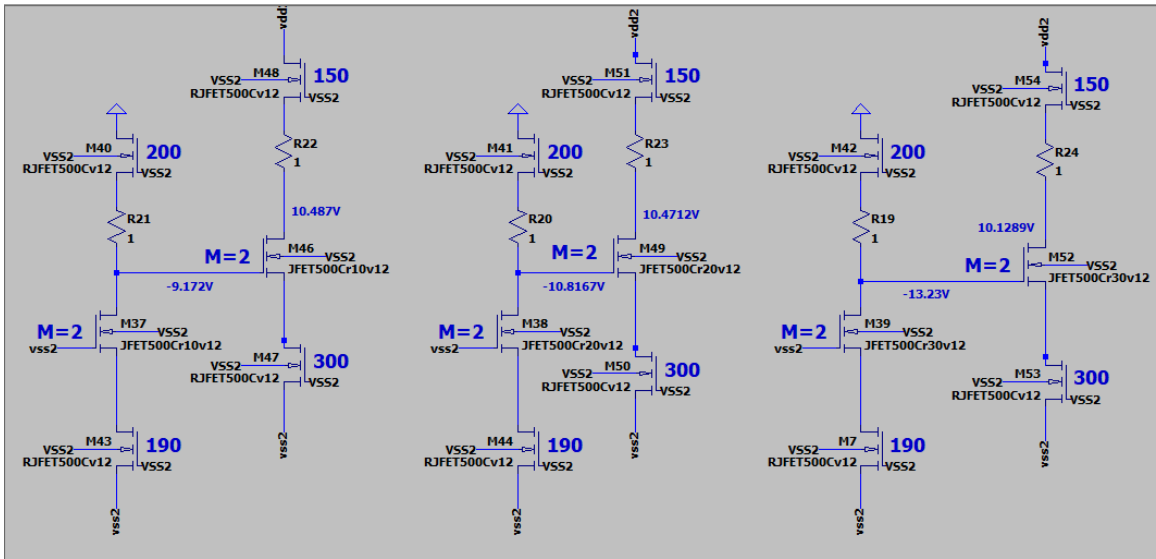 vdd2
M48
150
VSS2
RJFET500Cv12
VSS2
M40
200
VSS2
RJFET500Cv12
VSS2
R22
1
R21
1
10.487V
M=2
M46
VSS2
JFET500Cr10v12
-9.172V
M=2
M37
VSS2
vss2
JFET500Cr10v12
M47
300
VSS2
RJFET500Cv12
VSS2
M43
190
VSS2
RJFET500Cv12
VSS2
vss2
vss2
vdd2
M51
150
VSS2
RJFET500Cv12
VSS2
M41
200
VSS2
RJFET500Cv12
VSS2
R23
1
R20
1
10.4712V
M=2
M49
VSS2
JFET500Cr20v12
-10.8167V
M=2
M38
VSS2
vss2
JFET500Cr20v12
M50
300
VSS2
RJFET500Cv12
VSS2
M44
190
VSS2
RJFET500Cv12
VSS2
vss2
vss2
vdd2
M54
150
VSS2
RJFET500Cv12
VSS2
M42
200
VSS2
RJFET500Cv12
VSS2
R24
1
R19
1
10.1289V
M=2
M52
VSS2
JFET500Cr30v12
-13.23V
M=2
M39
VSS2
vss2
JFET500Cr30v12
M53
300
VSS2
RJFET500Cv12
VSS2
M7
190
VSS2
RJFET500Cv12
VSS2
vss2
vss2